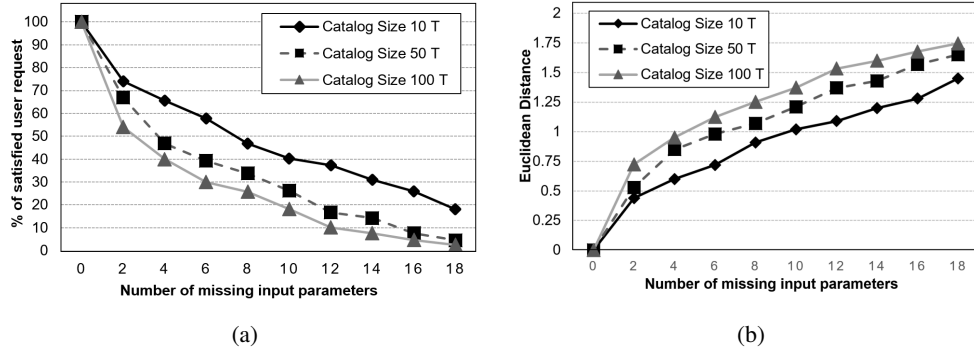 100
90
80
70
60
50
40
30
20
10
0
% of satisfied user request
Catalog Size 10 T
Catalog Size 50 T
Catalog Size 100 T
0 2 4 6 8 10 12 14 16 18
Number of missing input parameters
(a)
2
1.75
1.5
1.25
1
0.75
0.5
0.25
0
Euclidean Distance
Catalog Size 10 T
Catalog Size 50 T
Catalog Size 100 T
0 2 4 6 8 10 12 14 16 18
Number of missing input parameters
(b)